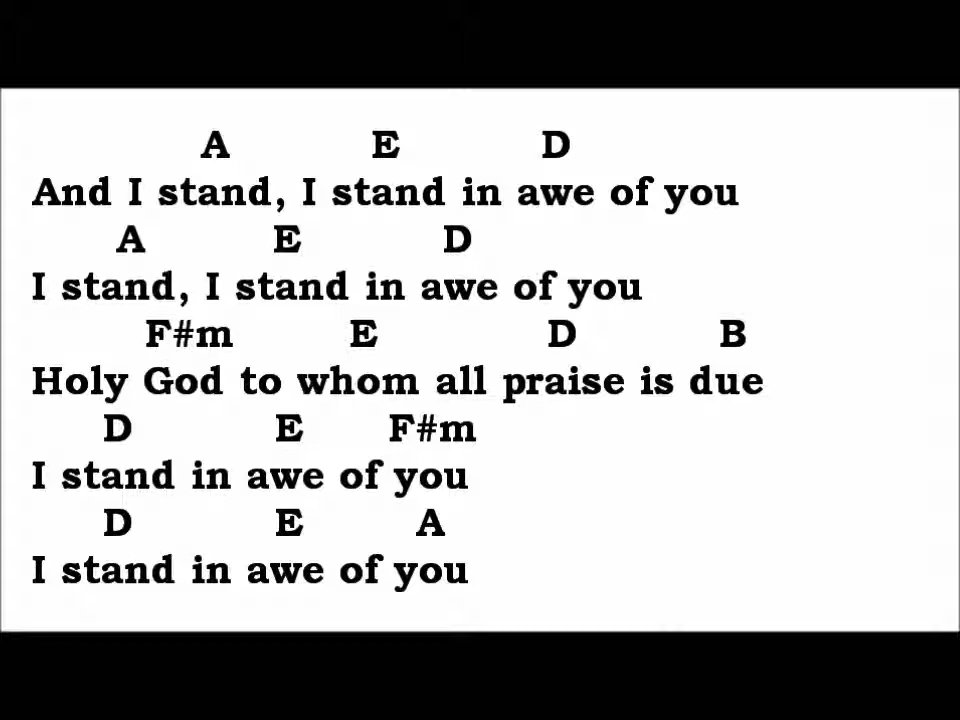 A E D
And I stand, I stand in awe of you
A E D
I stand, I stand in awe of you
F#m E D B
Holy God to whom all praise is due
D E F#m
I stand in awe of you
D E A
I stand in awe of you